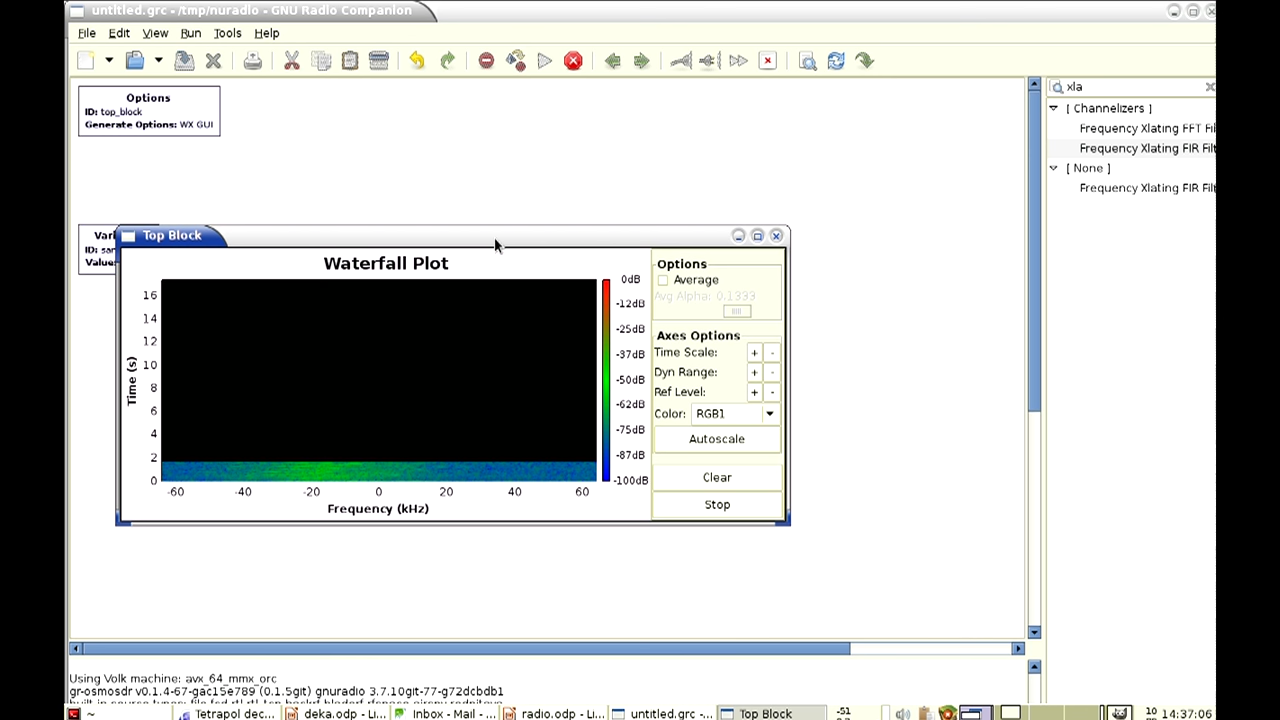 untitled.grc - /tmp/nuradio - GNU Radio Companion
File Edit View Run Tools Help
xla
Options
ID: top_block
Generate Options: WX GUI
[ Channelizers ]
Frequency Xlating FFT Fil
Frequency Xlating FIR Filt
[ None ]
Frequency Xlating FIR Filt
Vari
ID: sam
Value:
Top Block
Waterfall Plot
Time (s)
16
14
12
10
8
6
4
2
0
-60 -40 -20 0 20 40 60
Frequency (kHz)
0dB
-12dB
-25dB
-37dB
-50dB
-62dB
-75dB
-87dB
-100dB
Options
Average
Avg Alpha: 0.1333
Axes Options
Time Scale: + -
Dyn Range: + -
Ref Level: + -
Color: RGB1
Autoscale
Clear
Stop
Using Volk machine: avx_64_mmx_orc
gr-osmosdr v0.1.4-67-gac15e789 (0.1.5git) gnuradio 3.7.10git-77-g72dcbdb1
~ Tetrapol dec... deka.odp - Li... Inbox - Mail - ... radio.odp - Li... untitled.grc -... Top Block -51 10 14:37:06